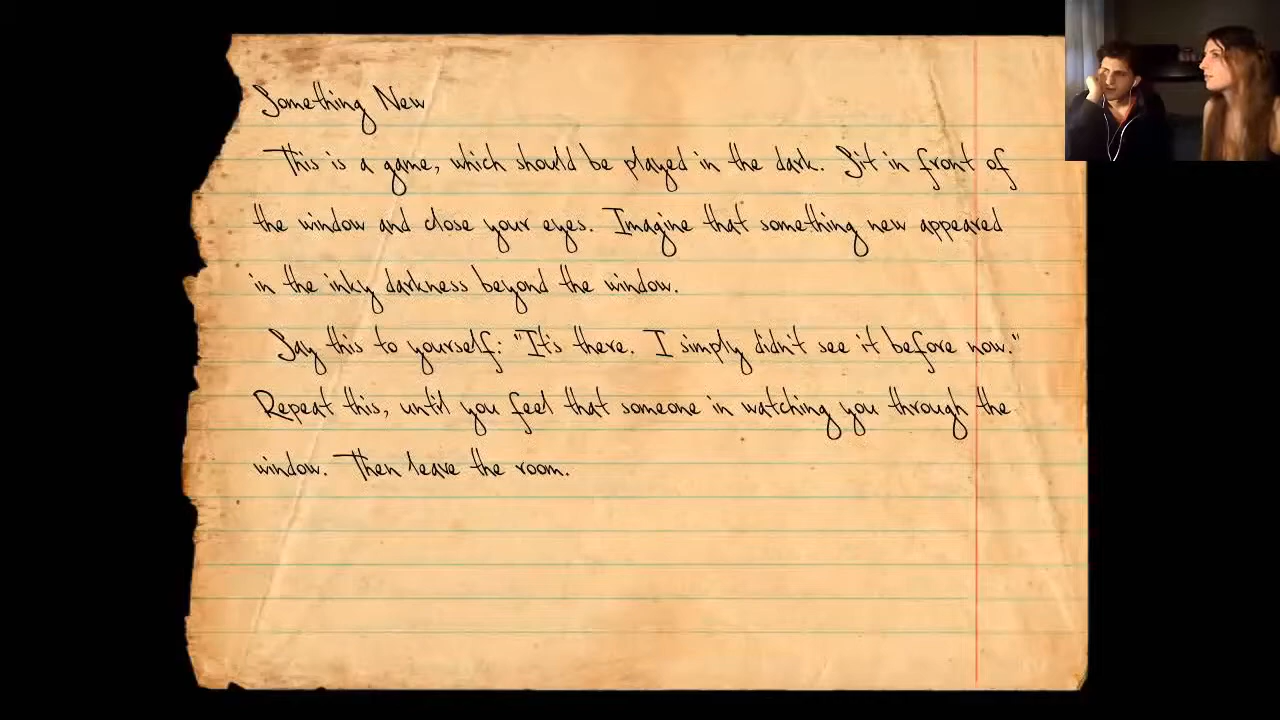 Something New
This is a game, which should be played in the dark. Sit in front of
the window and close your eyes. Imagine that something new appeared
in the inky darkness beyond the window.
Say this to yourself: "It's there. I simply didn't see it before now."
Repeat this, until you feel that someone in watching you through the
window. Then leave the room.